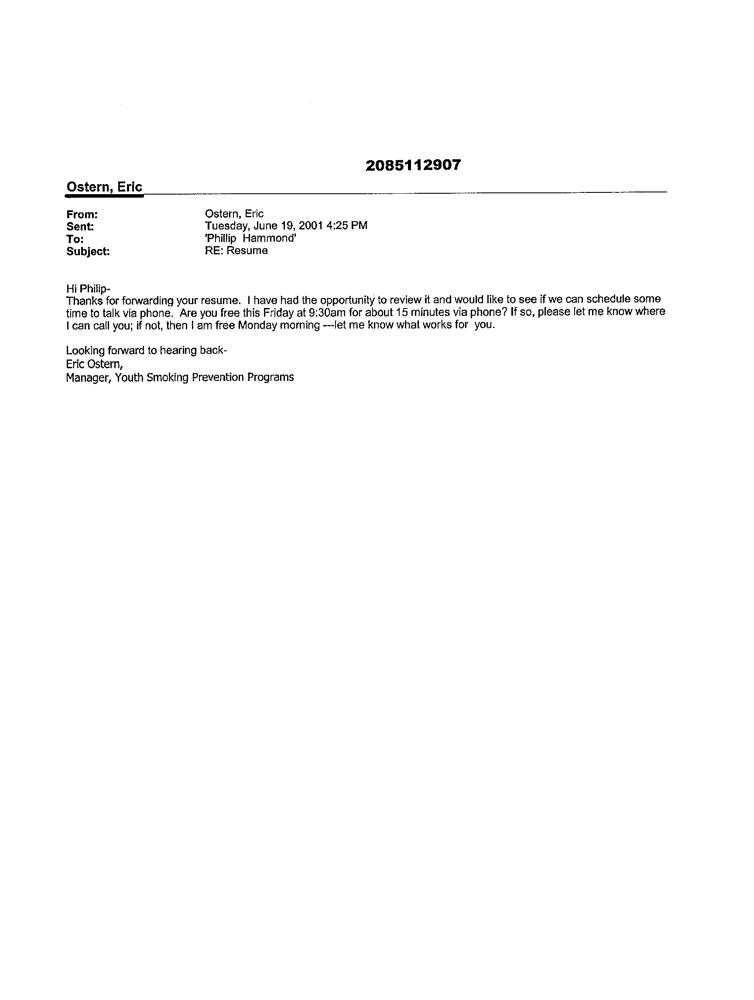 2085112907
Ostern, Eric
From: Ostern, Eric
Sent: Tuesday, June 19, 2001 4:25 PM
To: 'Phillip Hammond'
Subject: RE: Resume
Hi Philip-
Thanks for forwarding your resume. I have had the opportunity to review it and would like to see if we can schedule some
time to talk via phone. Are you free this Friday at 9:30am for about 15 minutes via phone? If so, please let me know where
I can call you; if not, then I am free Monday morning ---let me know what works for you.
Looking forward to hearing back-
Eric Ostern,
Manager, Youth Smoking Prevention Programs